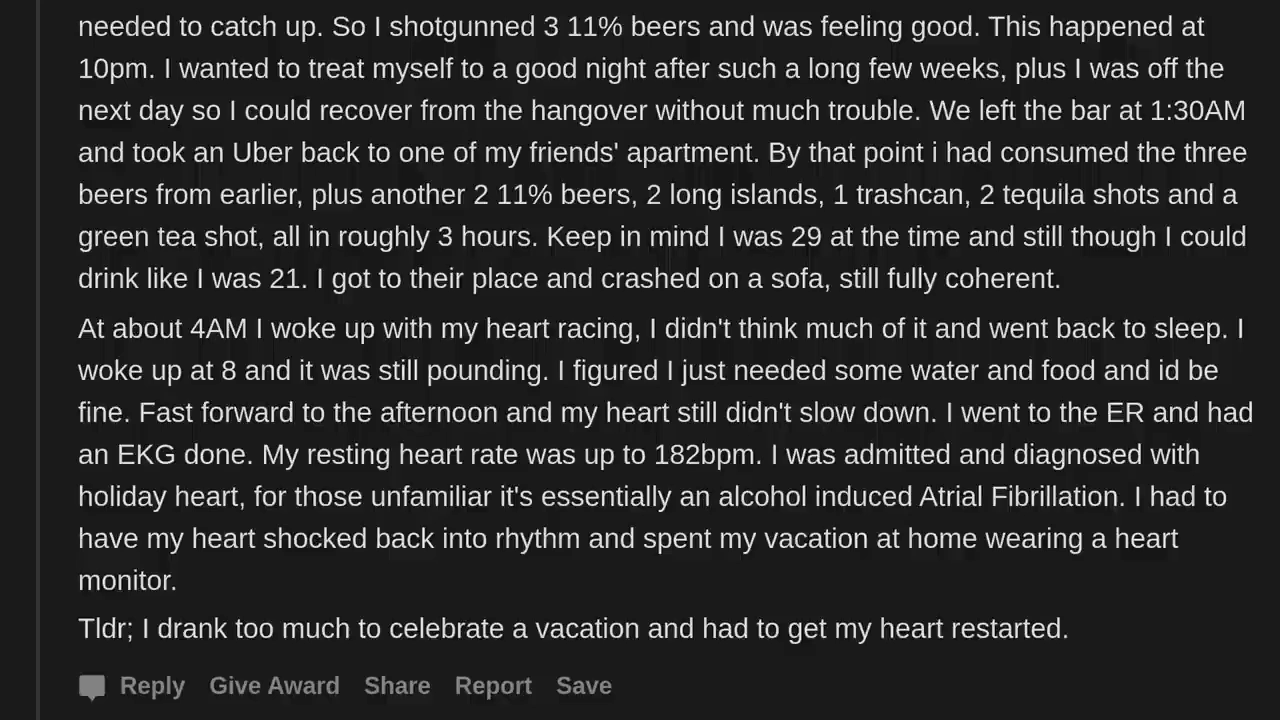 needed to catch up. So I shotgunned 3 11% beers and was feeling good. This happened at
10pm. I wanted to treat myself to a good night after such a long few weeks, plus I was off the
next day so I could recover from the hangover without much trouble. We left the bar at 1:30AM
and took an Uber back to one of my friends' apartment. By that point i had consumed the three
beers from earlier, plus another 2 11% beers, 2 long islands, 1 trashcan, 2 tequila shots and a
green tea shot, all in roughly 3 hours. Keep in mind I was 29 at the time and still though I could
drink like I was 21. I got to their place and crashed on a sofa, still fully coherent.
At about 4AM I woke up with my heart racing, I didn't think much of it and went back to sleep. I
woke up at 8 and it was still pounding. I figured I just needed some water and food and id be
fine. Fast forward to the afternoon and my heart still didn't slow down. I went to the ER and had
an EKG done. My resting heart rate was up to 182bpm. I was admitted and diagnosed with
holiday heart, for those unfamiliar it's essentially an alcohol induced Atrial Fibrillation. I had to
have my heart shocked back into rhythm and spent my vacation at home wearing a heart
monitor.
Tldr; I drank too much to celebrate a vacation and had to get my heart restarted.
Reply Give Award Share Report Save